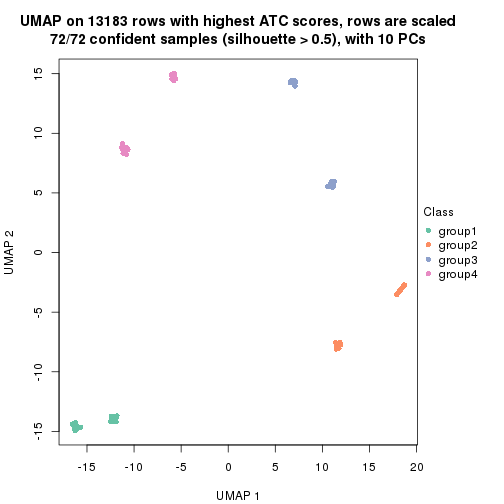 UMAP on 13183 rows with highest ATC scores, rows are scaled
72/72 confident samples (silhouette > 0.5), with 10 PCs
15
10
5
0
-5
-10
-15
UMAP 2
-15
-10
-5
0
5
10
15
20
UMAP 1
Class
group1
group2
group3
group4